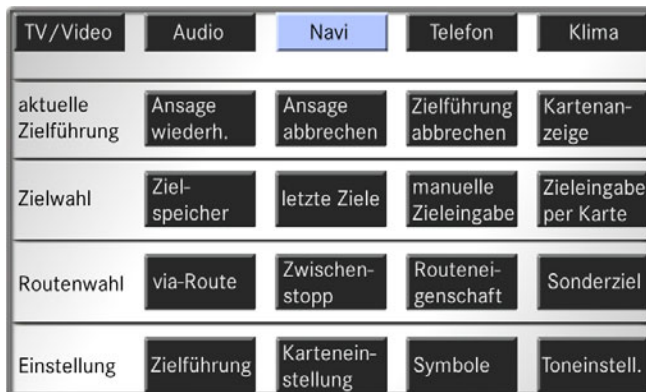 TV/Video Audio Navi Telefon Klima
aktuelle Ansage Ansage Zielführung Kartenan-
Zielführung wiederh. abbrechen abbrechen zeige
Zielwahl Ziel- letzte Ziele manuelle Zieleingabe
speicher Zieleingabe per Karte
Routenwahl via-Route Zwischen- Routenei- Sonderziel
stopp genschaft
Einstellung Zielführung Kartenein- Symbole Toneinstell.
stellung